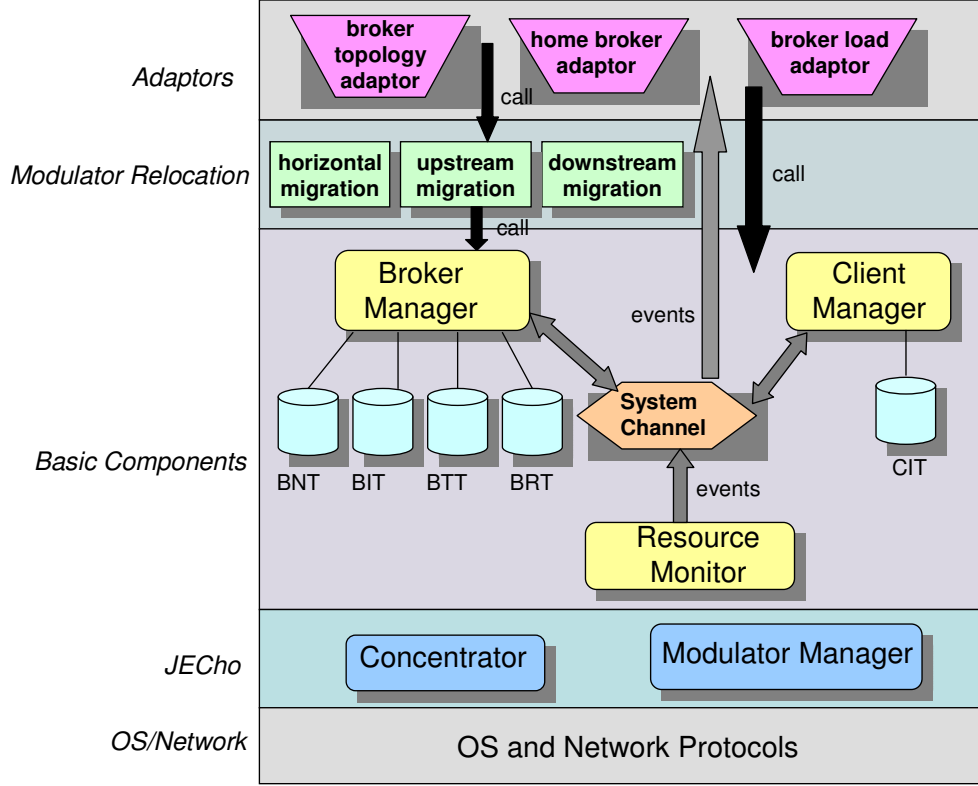 Adaptors
broker
topology
adaptor
home broker
adaptor
broker load
adaptor
call
Modulator Relocation
horizontal
migration
upstream
migration
downstream
migration
call
call
Broker
Manager
Client
Manager
events
System
Channel
Basic Components
BNT
BIT
BTT
BRT
CIT
events
Resource
Monitor
JECho
Concentrator
Modulator Manager
OS/Network
OS and Network Protocols